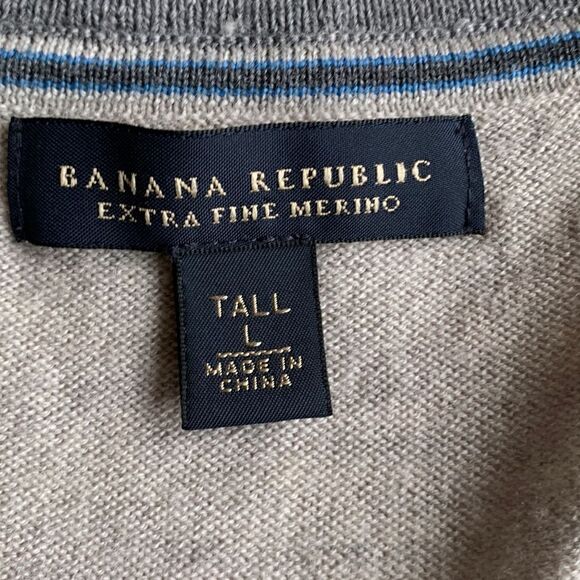 BANANA REPUBLIC
EXTRA FINE MERINO
TALL
L
MADE IN
CHINA